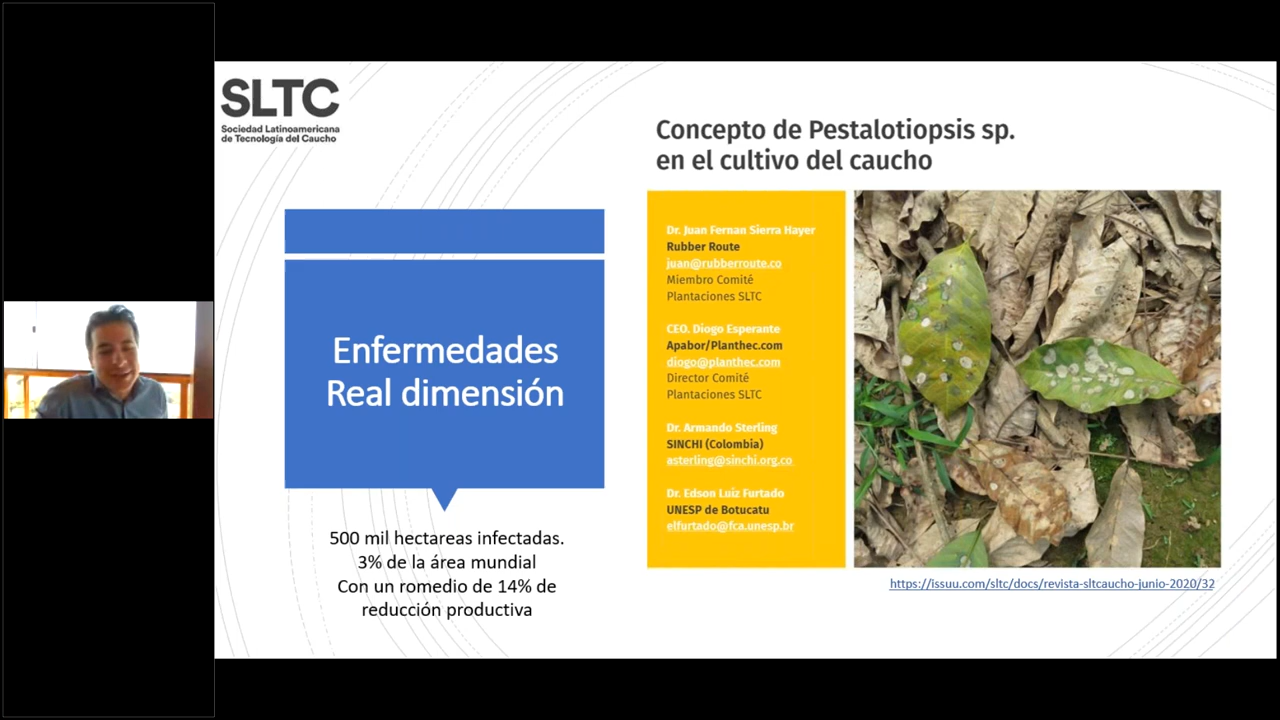 SLTC
Sociedad Latinoamericana
de Tecnología del Caucho
Enfermedades
Real dimensión
500 mil hectareas infectadas.
3% de la área mundial
Con un romedio de 14% de
reducción productiva
Concepto de Pestalotiopsis sp.
en el cultivo del caucho
Dr. Juan Fernan Sierra Hayer
Rubber Route
juan@rubberroute.co
Miembro Comité
Plantaciones SLTC
CEO. Diogo Esperante
Apabor/Planthec.com
diogo@planthec.com
Director Comité
Plantaciones SLTC
Dr. Armando Sterling
SINCHI (Colombia)
asterling@sinchi.org.co
Dr. Edson Luiz Furtado
UNESP de Botucatu
elfurtado@fca.unesp.br
https://issuu.com/sltc/docs/revista-sltcaucho-junio-2020/32